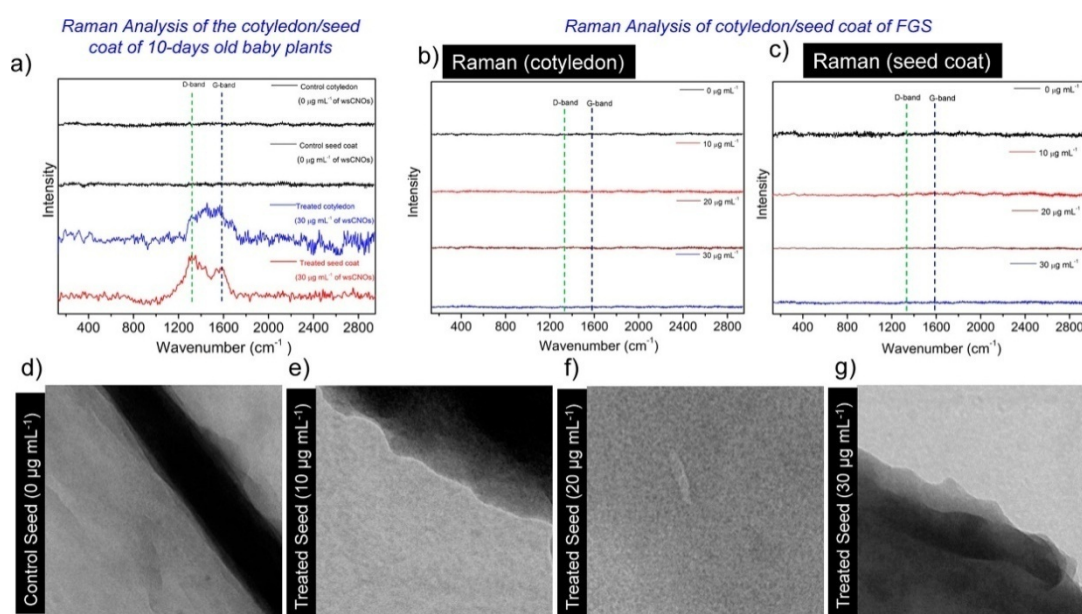 Raman Analysis of the cotyledon/seed
coat of 10-days old baby plants
Raman Analysis of cotyledon/seed coat of FGS
a)
D-band
G-band
Control cotyledon
(0 µg mL⁻¹ of wsCNOs)
Control seed coat
(0 µg mL⁻¹ of wsCNOs)
Treated cotyledon
(30 µg mL⁻¹ of wsCNOs)
Treated seed coat
(30 µg mL⁻¹ of wsCNOs)
Intensity
400 800 1200 1600 2000 2400 2800
Wavenumber (cm⁻¹)
b)
Raman (cotyledon)
0 µg mL⁻¹
D-band
G-band
10 µg mL⁻¹
20 µg mL⁻¹
30 µg mL⁻¹
Intensity
400 800 1200 1600 2000 2400 2800
Wavenumber (cm⁻¹)
c)
Raman (seed coat)
0 µg mL⁻¹
D-band
G-band
10 µg mL⁻¹
20 µg mL⁻¹
30 µg mL⁻¹
Intensity
400 800 1200 1600 2000 2400 2800
Wavenumber (cm⁻¹)
d)
Control Seed (0 µg mL⁻¹)
e)
Treated Seed (10 µg mL⁻¹)
f)
Treated Seed (20 µg mL⁻¹)
g)
Treated Seed (30 µg mL⁻¹)